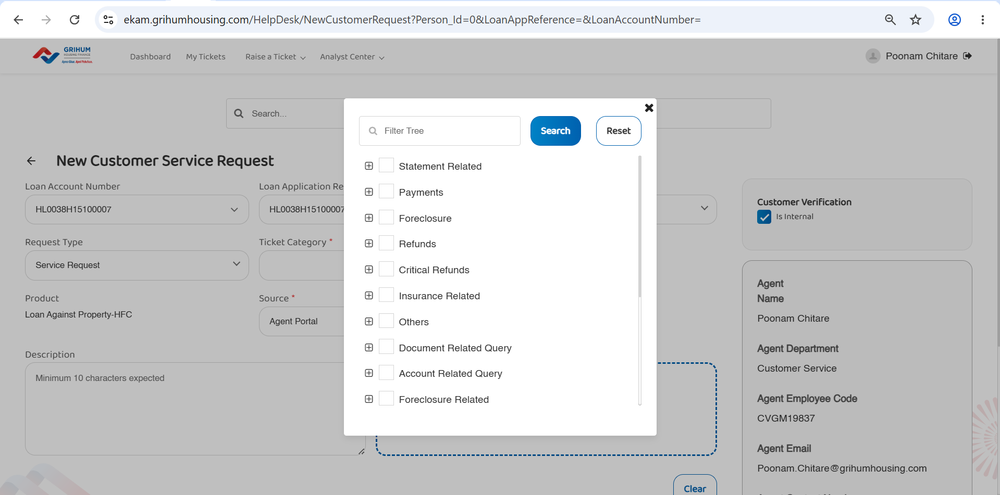 ekam.grihumhousing.com/HelpDesk/NewCustomerRequest?Person_Id=0&LoanAppReference=&LoanAccountNumber=
GRIHUM
HOUSING FINANCE
Apna Ghar. Apni Pehchan.
Dashboard
My Tickets
Raise a Ticket
Analyst Center
Poonam Chitare
Search...
Filter Tree
Search
Reset
Statement Related
Payments
Foreclosure
Refunds
Critical Refunds
Insurance Related
Others
Document Related Query
Account Related Query
Foreclosure Related
New Customer Service Request
Loan Account Number
HL0038H15100007
Loan Application Re
HL0038H15100007
Request Type
Service Request
Ticket Category *
Product
Loan Against Property-HFC
Source *
Agent Portal
Description
Minimum 10 characters expected
Clear
Customer Verification
Is Internal
Agent
Name
Poonam Chitare
Agent Department
Customer Service
Agent Employee Code
CVGM19837
Agent Email
Poonam.Chitare@grihumhousing.com